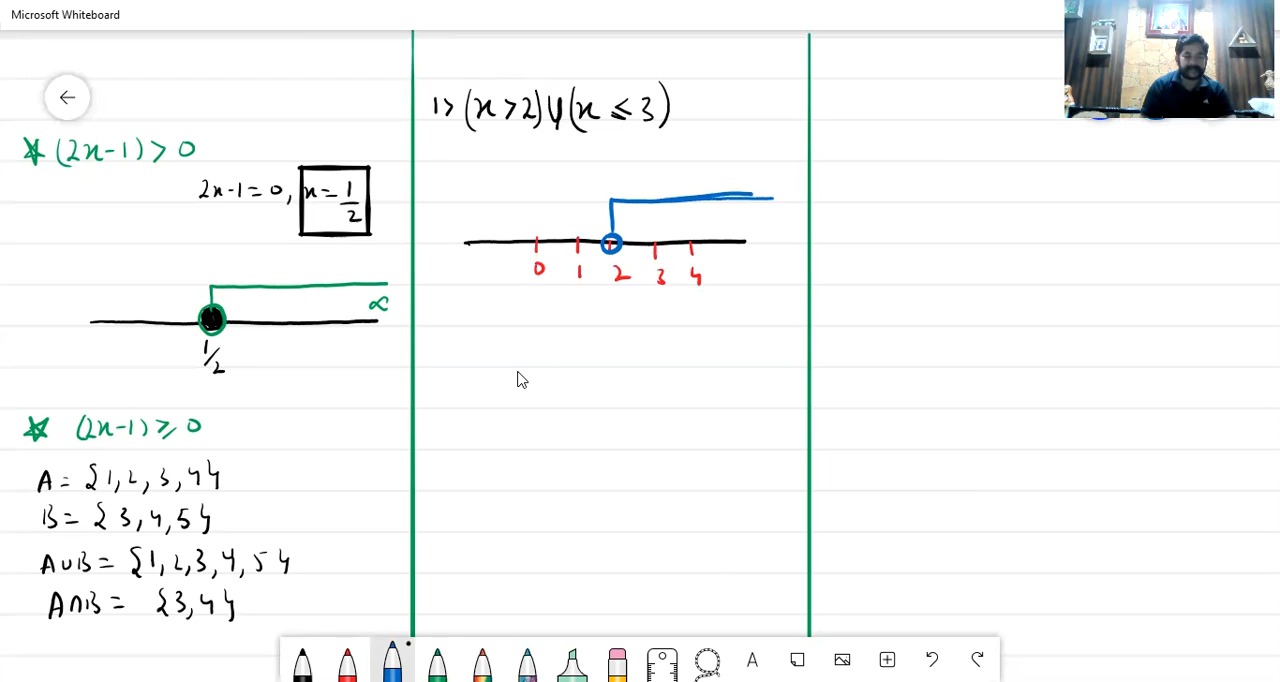 Microsoft Whiteboard
(2x-1) > 0
2x-1=0, x=1/2
∝
1/2
(2x-1) ≥ 0
A = {1, 2, 3, 4}
B = {3, 4, 5}
A∪B = {1, 2, 3, 4, 5}
A∩B = {3, 4}
1> (x>2)∪(x ≤ 3)
0 1 2 3 4
A